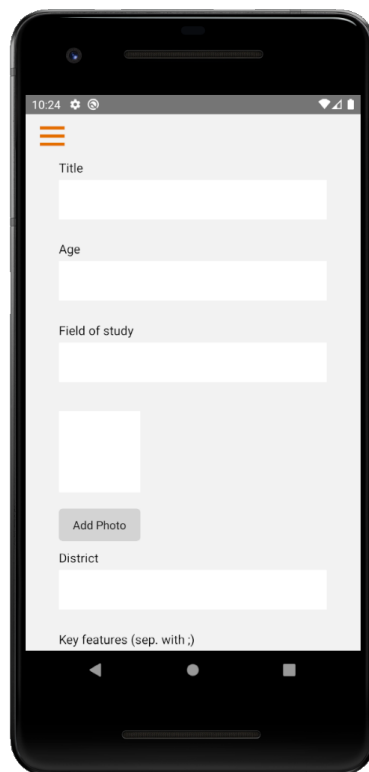 10:24
Title
Age
Field of study
Add Photo
District
Key features (sep. with ;)